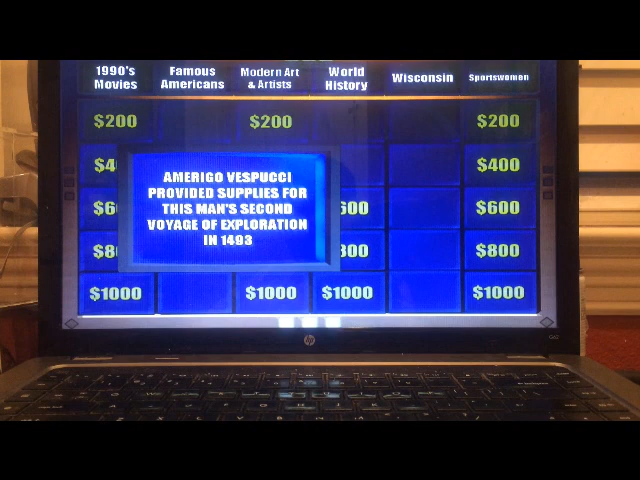 1990's Movies
Famous Americans
Modern Art & Artists
World History
Wisconsin
Sportswomen
$200
$200
$200
$400
AMERIGO VESPUCCI
PROVIDED SUPPLIES FOR
THIS MAN'S SECOND
VOYAGE OF EXPLORATION
IN 1493
$600
$800
$1000
$1000
$1000
$1000
hp